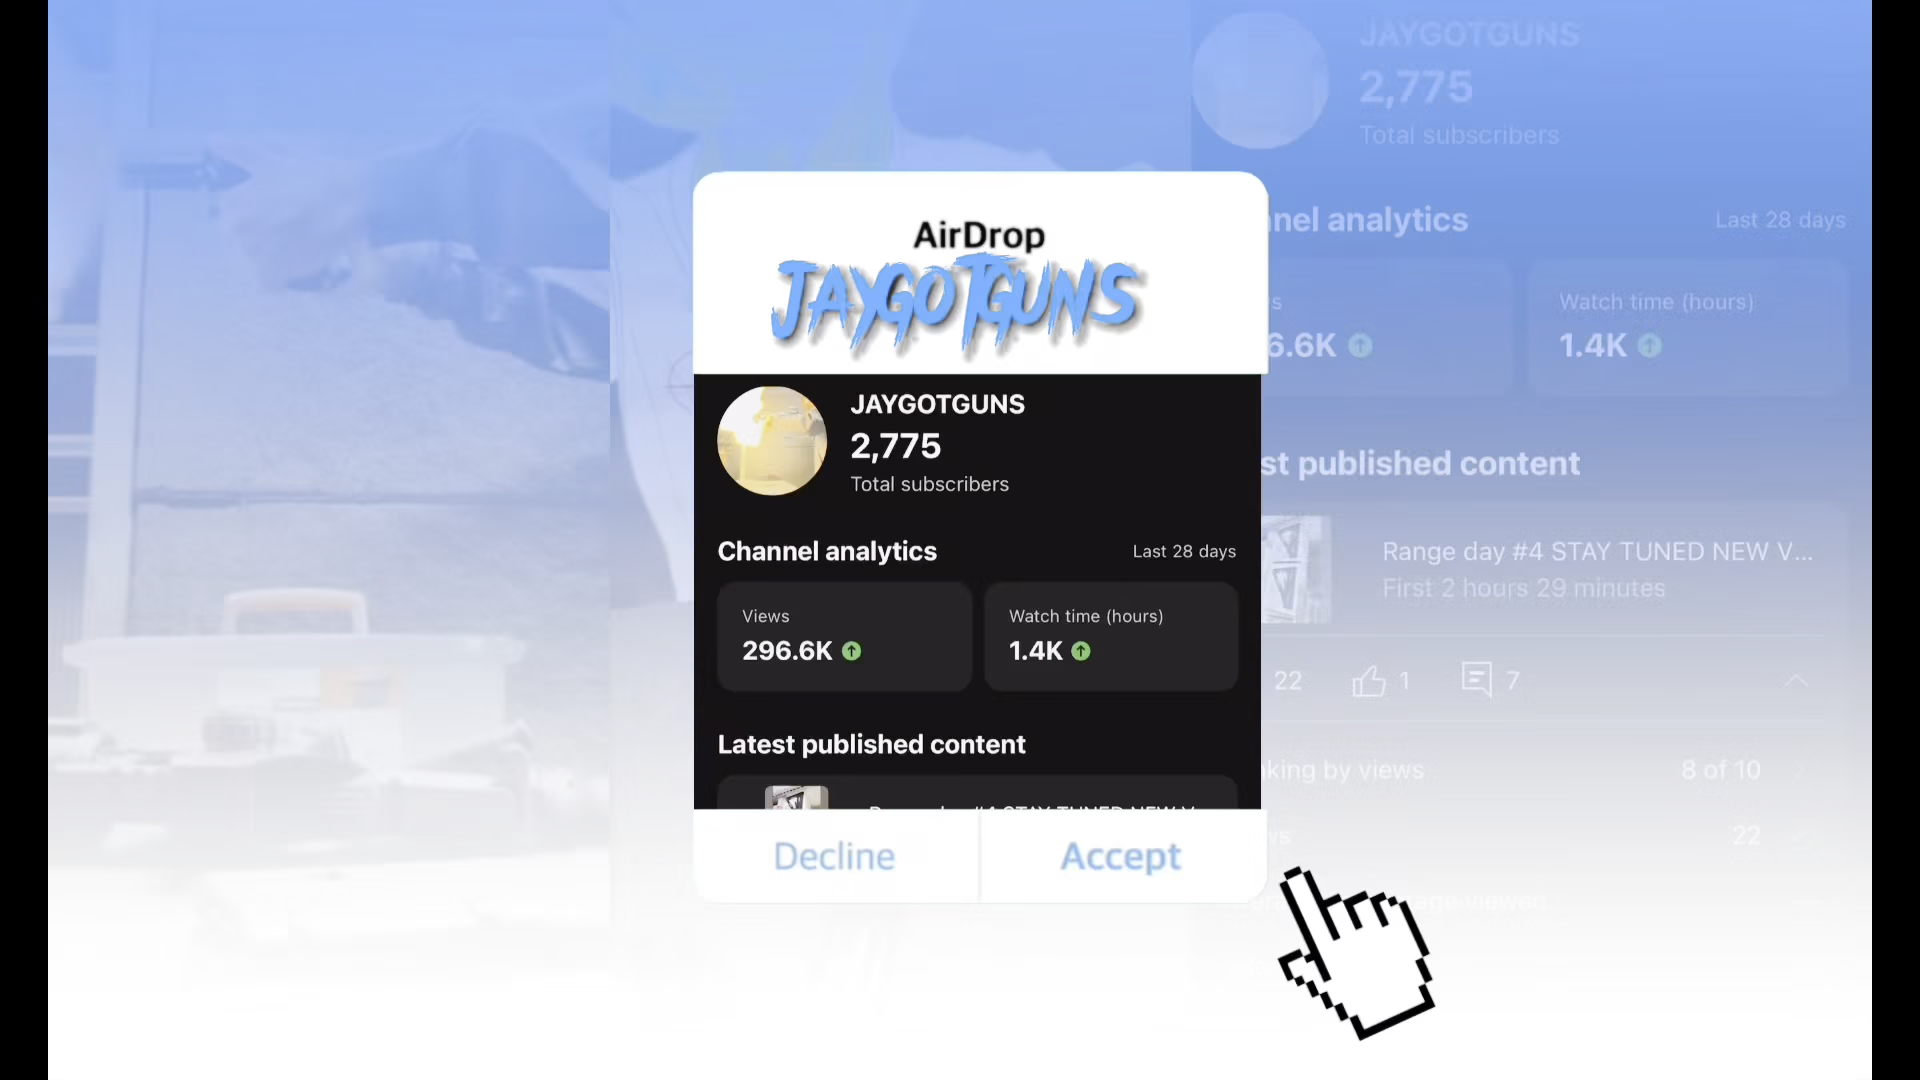 AirDrop
JAYGOTGUNS
JAYGOTGUNS
2,775
Total subscribers
Channel analytics
Last 28 days
Views
296.6K
Watch time (hours)
1.4K
Latest published content
Decline
Accept
JAYGOTGUNS
2,775
Total subscribers
nel analytics
Last 28 days
s
6.6K
Watch time (hours)
1.4K
st published content
Range day #4 STAY TUNED NEW V...
First 2 hours 29 minutes
22
1
7
king by views
8 of 10
22